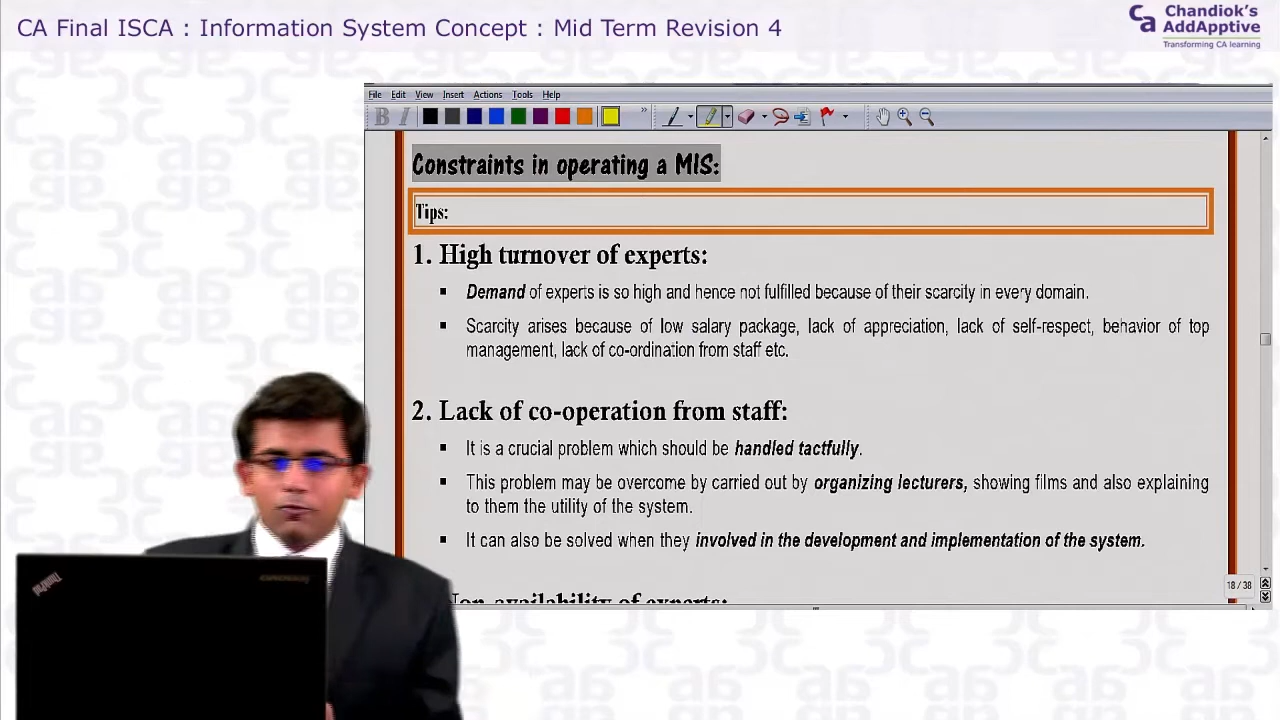 CA Final ISCA : Information System Concept : Mid Term Revision 4
Chandiok's
Ca AddApptive
Transforming CA learning
File Edit View Insert Actions Tools Help
B I »
Constraints in operating a MIS:
Tips:
1. High turnover of experts:
▪ Demand of experts is so high and hence not fulfilled because of their scarcity in every domain.
▪ Scarcity arises because of low salary package, lack of appreciation, lack of self-respect, behavior of top
management, lack of co-ordination from staff etc.
2. Lack of co-operation from staff:
▪ It is a crucial problem which should be handled tactfully.
▪ This problem may be overcome by carried out by organizing lecturers, showing films and also explaining
to them the utility of the system.
▪ It can also be solved when they involved in the development and implementation of the system.
Non availability of experts:
18 / 38
ThinkPad